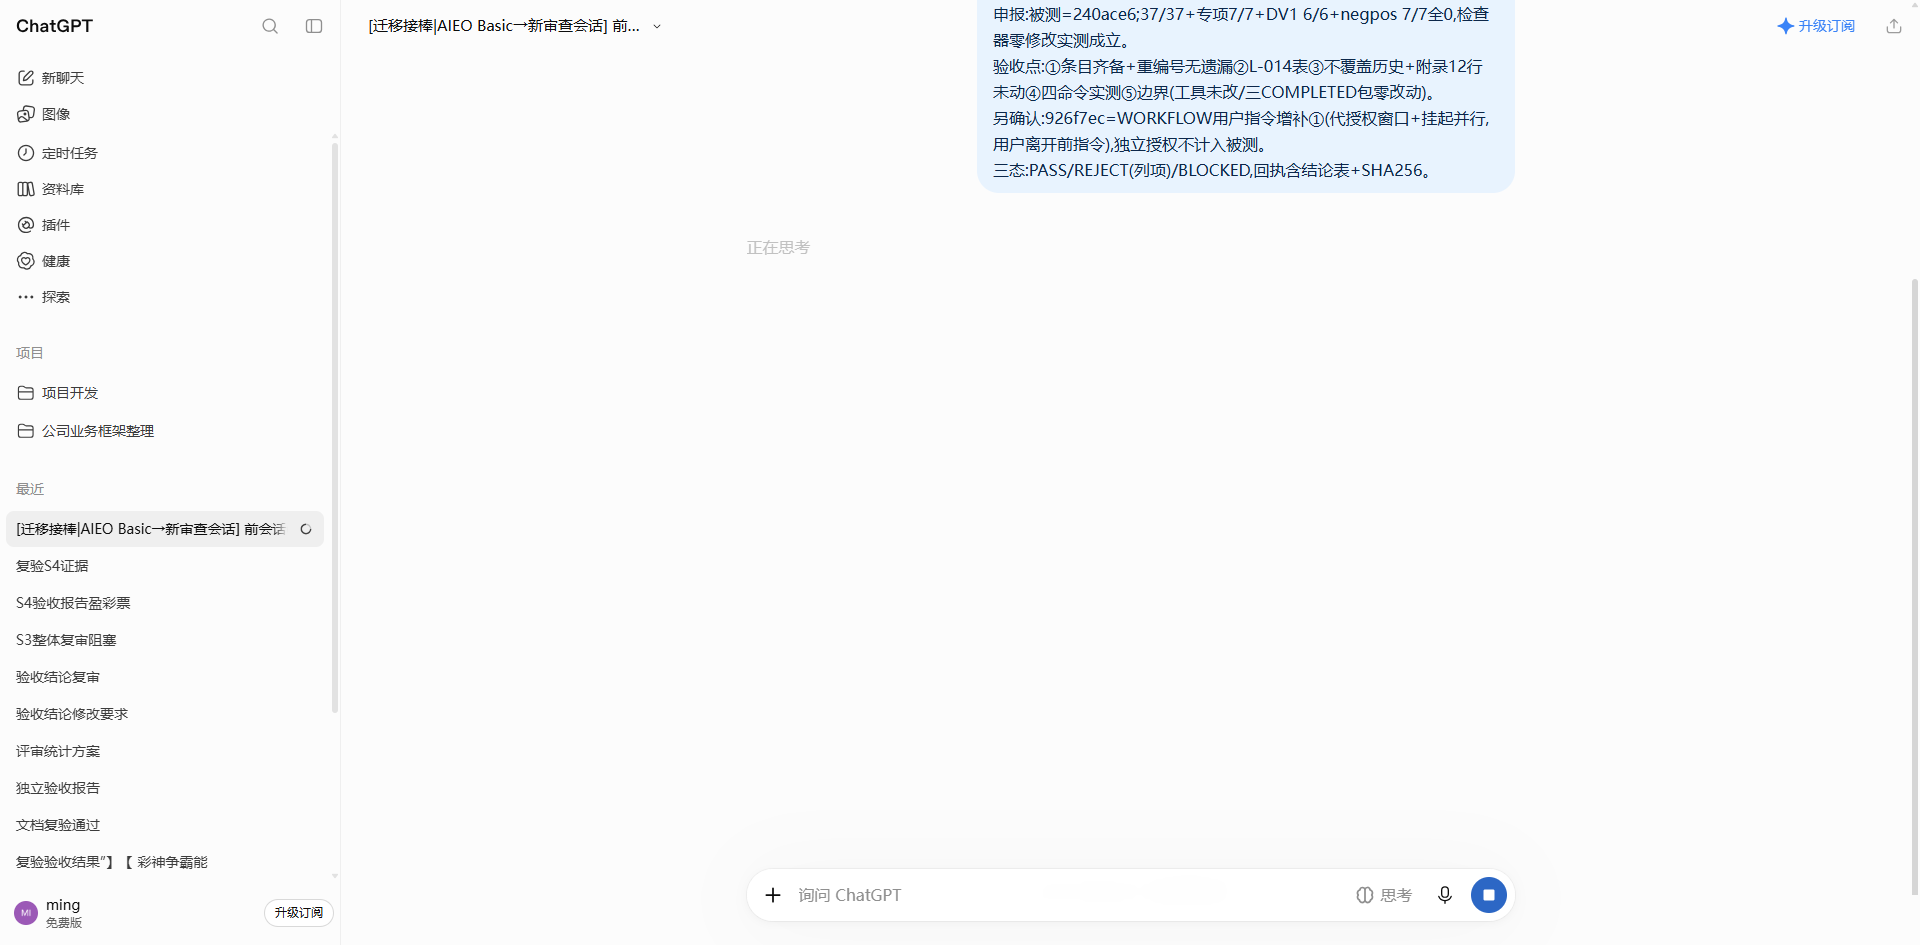 ChatGPT
新聊天
图像
定时任务
资料库
插件
健康
探索
项目
项目开发
公司业务框架整理
最近
[迁移接棒|AIEO Basic→新审查会话] 前会话
复验S4证据
S4验收报告盈彩票
S3整体复审阻塞
验收结论复审
验收结论修改要求
评审统计方案
独立验收报告
文档复验通过
复验验收结果”】【 彩神争霸能
MI
ming
免费版
升级订阅
[迁移接棒|AIEO Basic→新审查会话] 前...
升级订阅
申报:被测=240ace6;37/37+专项7/7+DV1 6/6+negpos 7/7全0,检查
器零修改实测成立。
验收点:①条目齐备+重编号无遗漏②L-014表③不覆盖历史+附录12行
未动④四命令实测⑤边界(工具未改/三COMPLETED包零改动)。
另确认:926f7ec=WORKFLOW用户指令增补①(代授权窗口+挂起并行,
用户离开前指令),独立授权不计入被测。
三态:PASS/REJECT(列项)/BLOCKED,回执含结论表+SHA256。
正在思考
询问 ChatGPT
思考